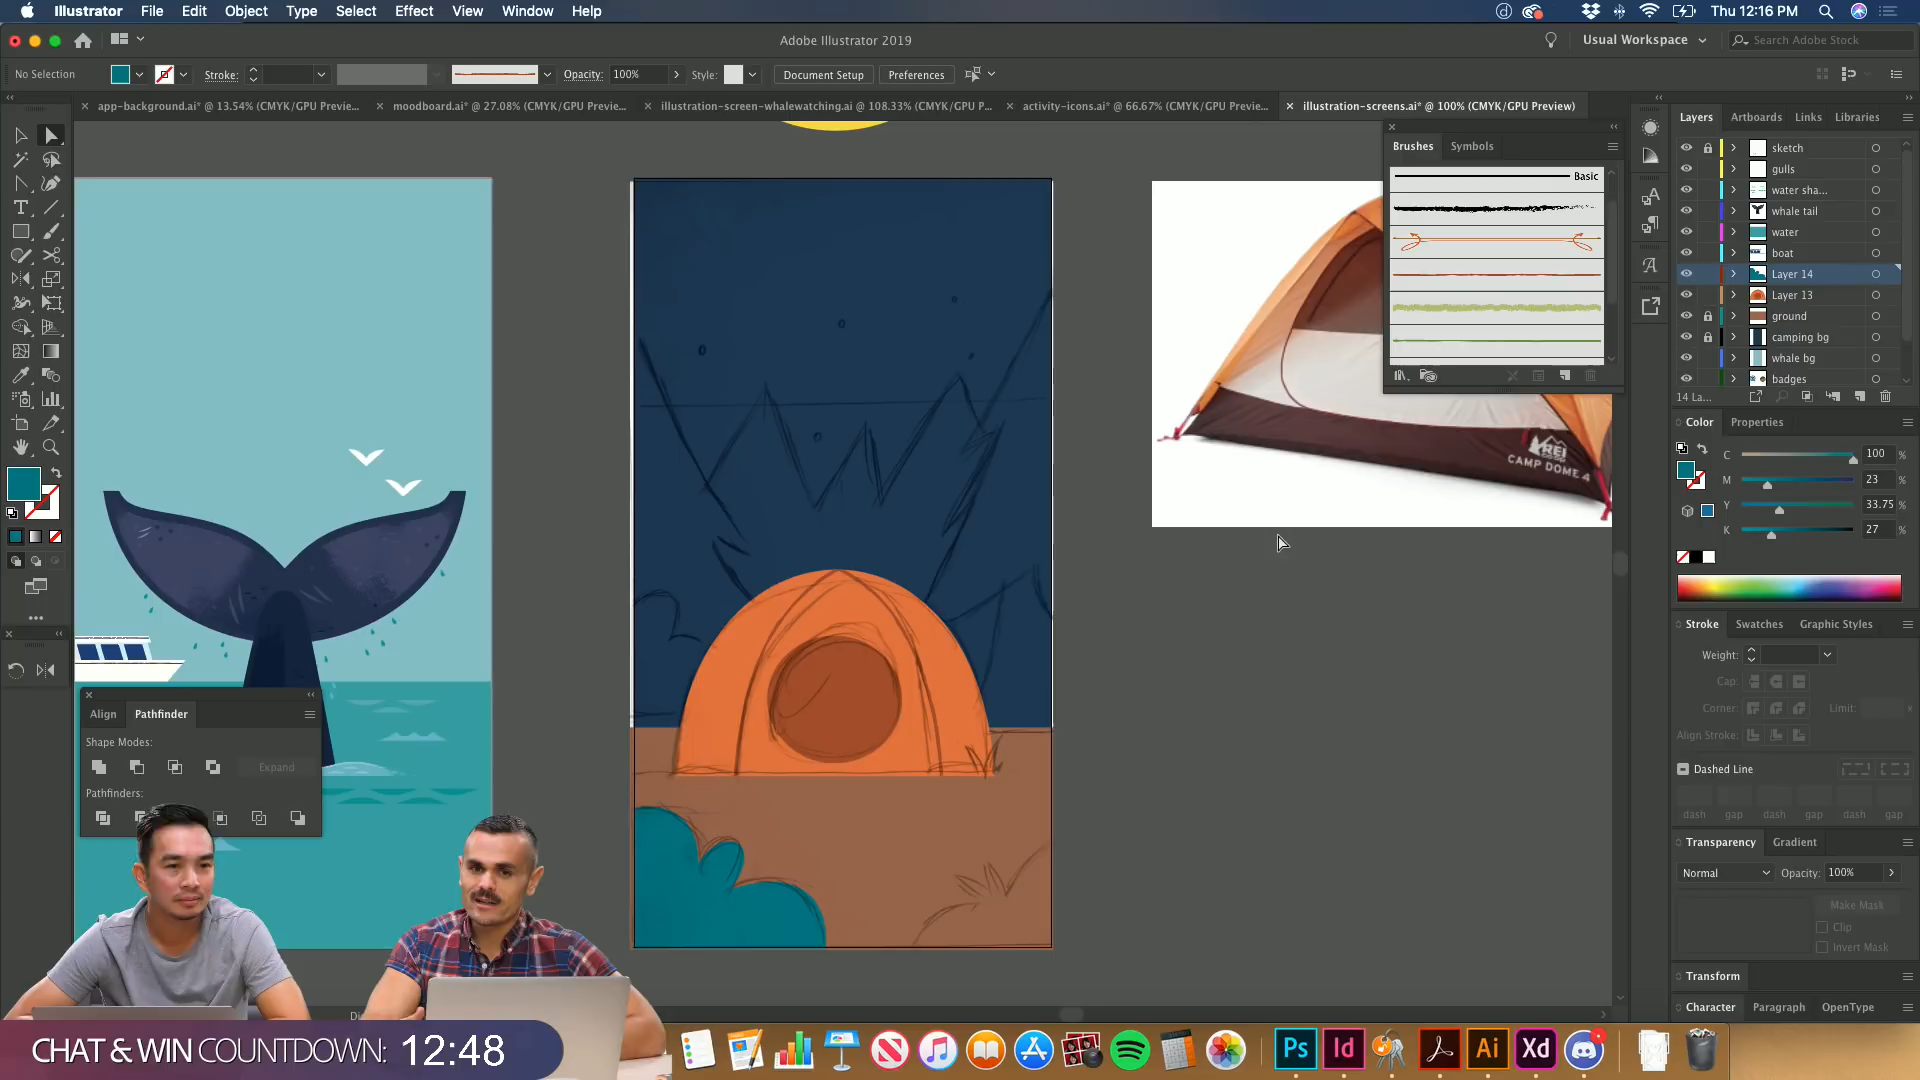 Illustrator File Edit Object Type Select Effect View Window Help
Thu 12:16 PM
Adobe Illustrator 2019
Usual Workspace
Search Adobe Stock
No Selection
Stroke:
Opacity: 100%
Style:
Document Setup
Preferences
app-background.ai* @ 13.54% (CMYK/GPU Previe...
moodboard.ai* @ 27.08% (CMYK/GPU Previe...
illustration-screen-whalewatching.ai @ 108.33% (CMYK/GPU P...
activity-icons.ai* @ 66.67% (CMYK/GPU Previe...
illustration-screens.ai* @ 100% (CMYK/GPU Preview)
Brushes Symbols
Basic
REI
CAMP DOME 4
Layers Artboards Links Libraries
sketch
gulls
water sha...
whale tail
water
boat
Layer 14
Layer 13
ground
camping bg
whale bg
badges
14 La...
Color Properties
C 100 %
M 23 %
Y 33.75 %
K 27 %
Stroke Swatches Graphic Styles
Weight:
Cap:
Corner: Limit:
Align Stroke:
Dashed Line
dash gap dash gap dash gap
Transparency Gradient
Normal Opacity: 100%
Make Mask
Clip
Invert Mask
Transform
Character Paragraph OpenType
Align Pathfinder
Shape Modes:
Expand
Pathfinders:
CHAT & WIN COUNTDOWN: 12:48
Ps Id Ai Xd